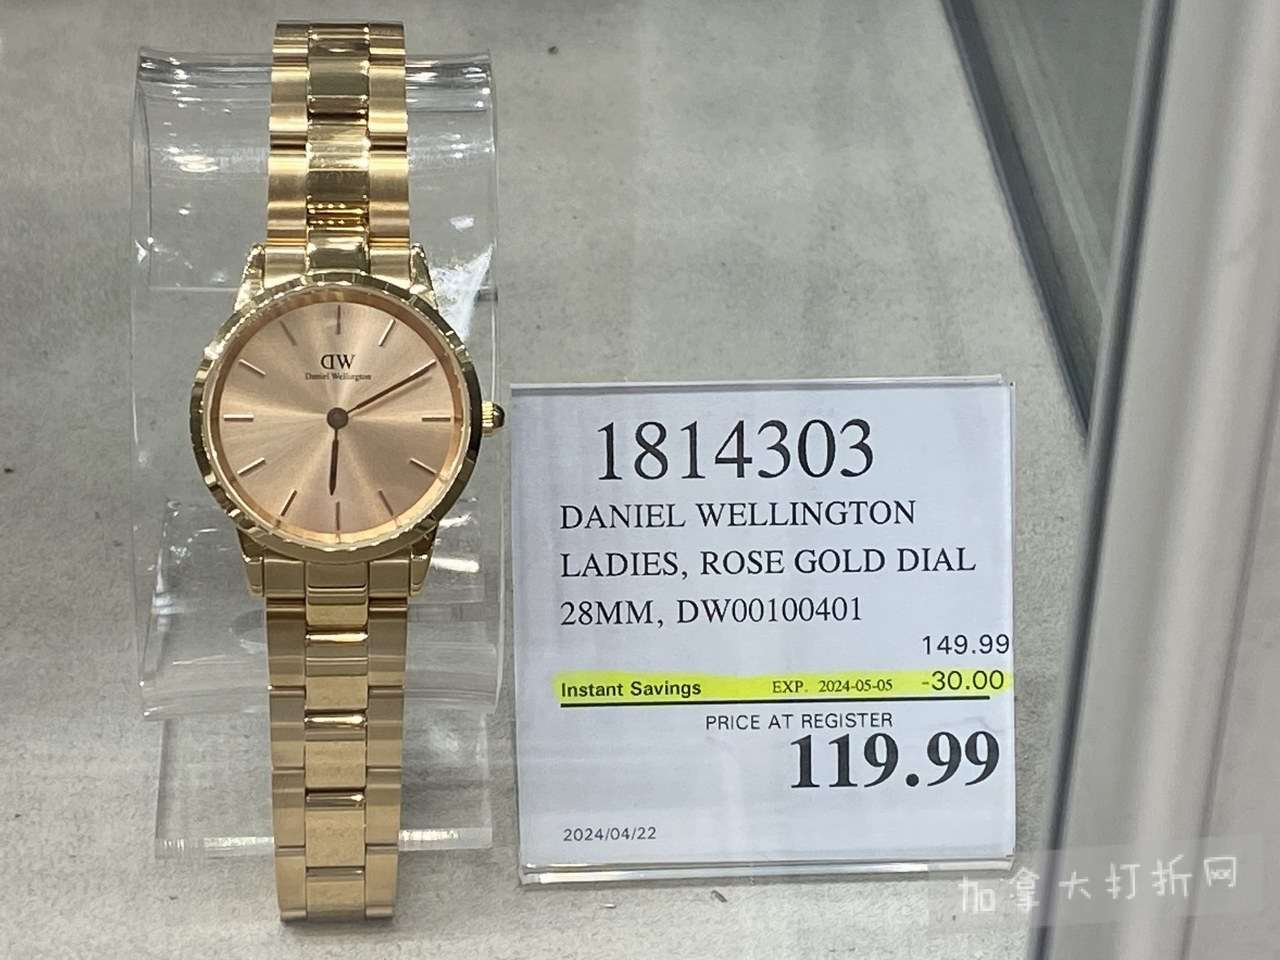 DW
Daniel Wellington
1814303
DANIEL WELLINGTON
LADIES, ROSE GOLD DIAL
28MM, DW00100401
149.99
Instant Savings EXP. 2024-05-05 -30.00
PRICE AT REGISTER
119.99
2024/04/22
加拿大打折网